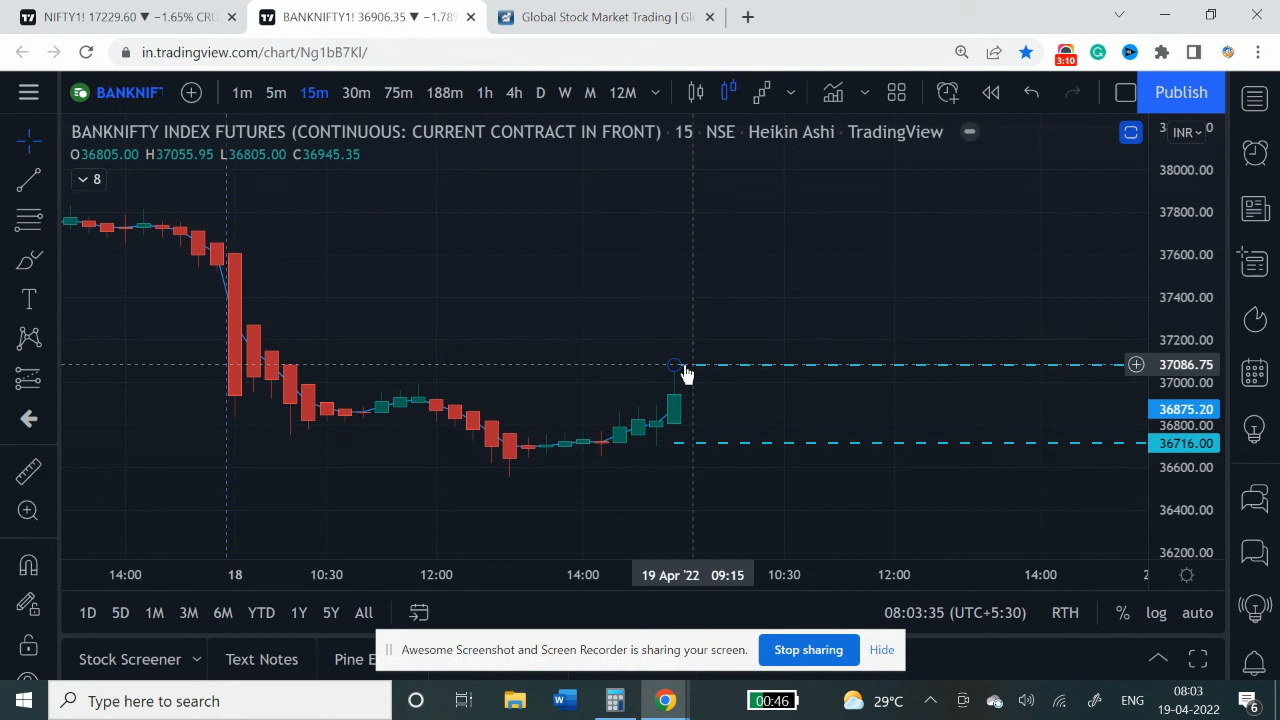 NIFTY1! 17229.60 ▼ −1.65% CRU
BANKNIFTY1! 36906.35 ▼ −1.78%
Global Stock Market Trading | Glo
in.tradingview.com/chart/Ng1bB7Kl/
3:10
BANKNIFT
1m 5m 15m 30m 75m 188m 1h 4h D W M 12M
Publish
BANKNIFTY INDEX FUTURES (CONTINUOUS: CURRENT CONTRACT IN FRONT) · 15 · NSE · Heikin Ashi · TradingView
INR
O36805.00 H37055.95 L36805.00 C36945.35
8
38000.00
37800.00
37600.00
37400.00
37200.00
37086.75
37000.00
36875.20
36800.00
36716.00
36600.00
36400.00
36200.00
14:00 18 10:30 12:00 14:00 19 Apr '22 09:15 10:30 12:00 14:00 2
1D 5D 1M 3M 6M YTD 1Y 5Y All
08:03:35 (UTC+5:30) RTH % log auto
Stock Screener Text Notes Pine E
Awesome Screenshot and Screen Recorder is sharing your screen. Stop sharing Hide
Type here to search
00:46
29°C
ENG
08:03
19-04-2022
6